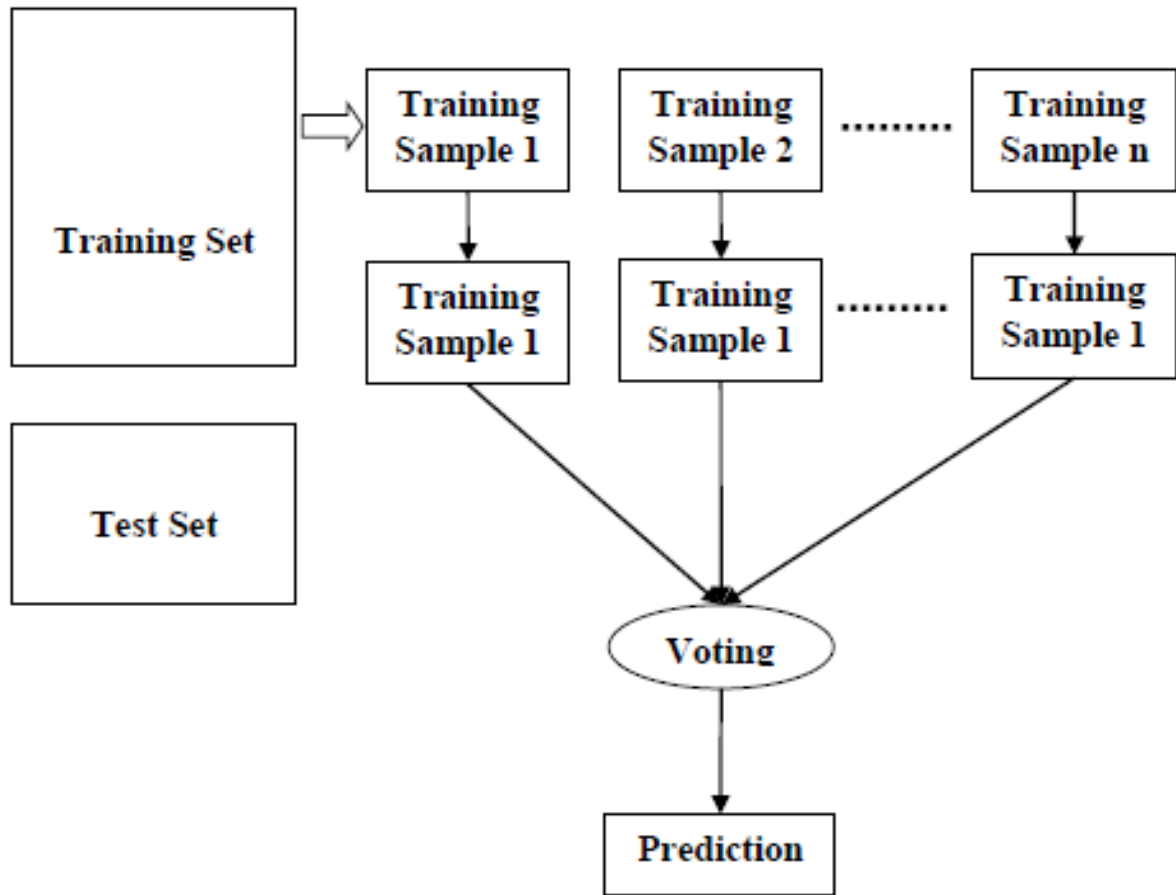 Training
Sample 1
Training
Sample 2
Training
Sample n
Training Set
Training
Sample 1
Training
Sample 1
Training
Sample 1
Test Set
Voting
Prediction